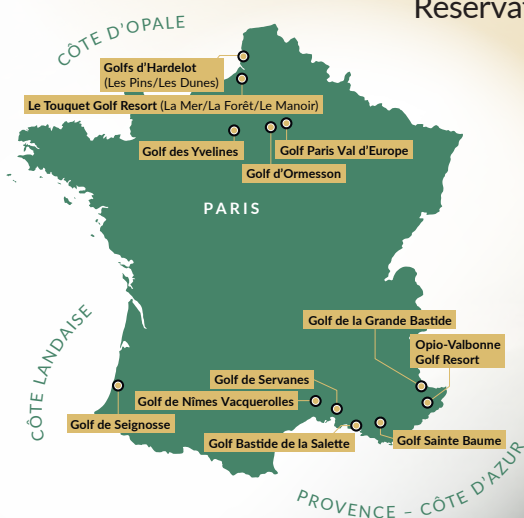 Reservat
CÔTE D'OPALE
Golfs d'Hardelot
(Les Pins/Les Dunes)
Le Touquet Golf Resort (La Mer/La Forêt/Le Manoir)
Golf des Yvelines
Golf Paris Val d'Europe
Golf d'Ormesson
PARIS
Golf de la Grande Bastide
Opio-Valbonne
Golf Resort
CÔTE LANDAISE
Golf de Servanes
Golf de Nîmes Vacquerolles
Golf de Seignosse
Golf Bastide de la Salette
Golf Sainte Baume
PROVENCE – CÔTE D'AZUR